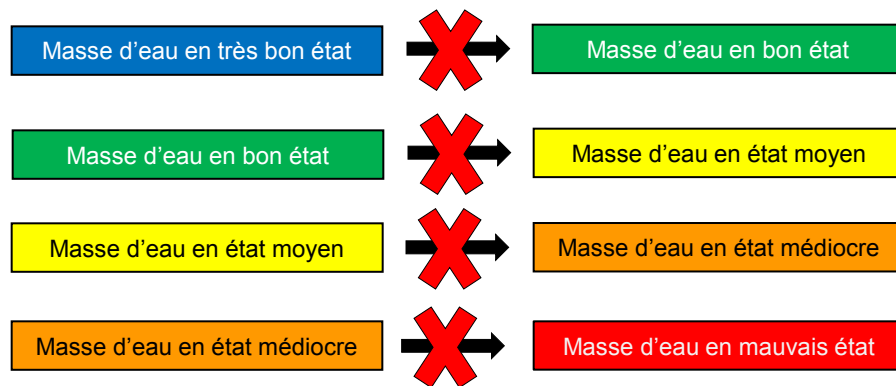 Masse d'eau en très bon état
Masse d'eau en bon état
Masse d'eau en bon état
Masse d'eau en état moyen
Masse d'eau en état moyen
Masse d'eau en état médiocre
Masse d'eau en état médiocre
Masse d'eau en mauvais état